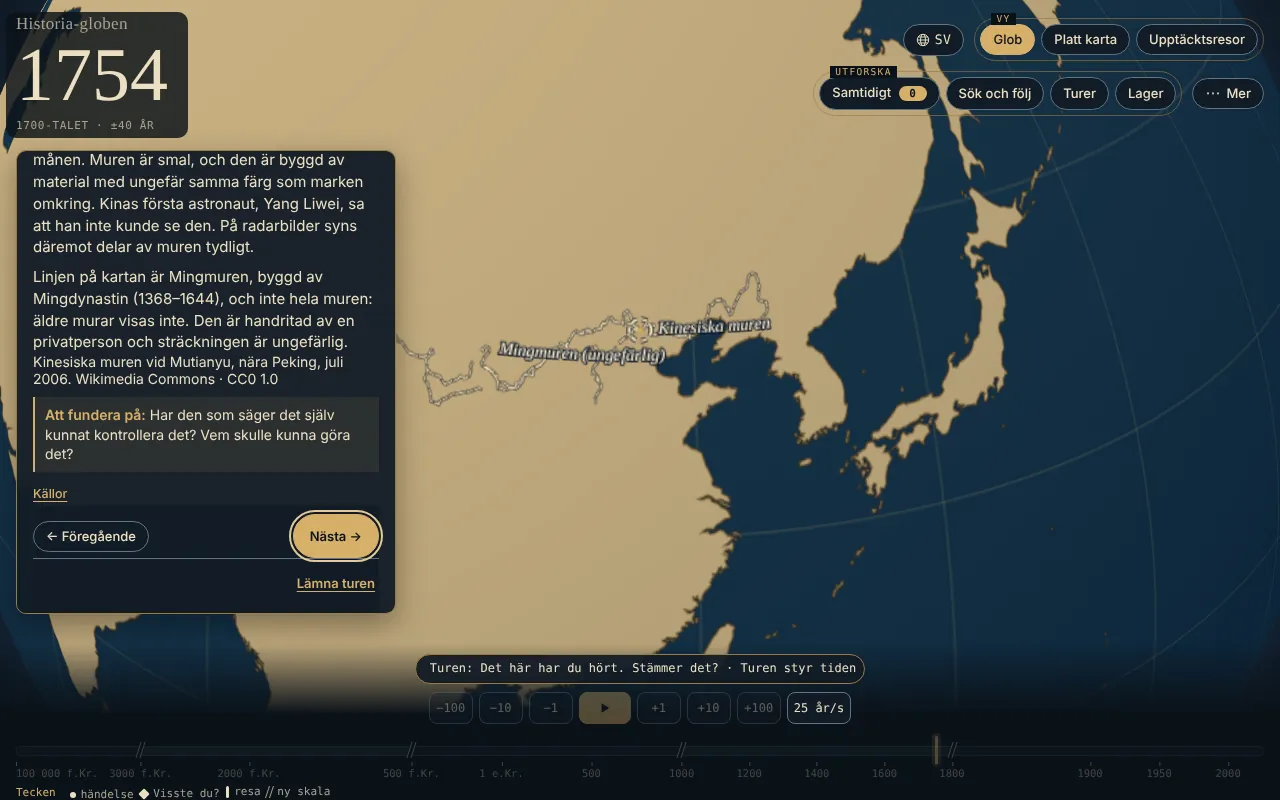 Historia-globen
1754
1700-TALET · ±40 ÅR
SV
VY
Glob
Platt karta
Upptäcktsresor
UTFORSKA
Samtidigt 0
Sök och följ
Turer
Lager
··· Mer
månen. Muren är smal, och den är byggd av
material med ungefär samma färg som marken
omkring. Kinas första astronaut, Yang Liwei, sa
att han inte kunde se den. På radarbilder syns
däremot delar av muren tydligt.
Linjen på kartan är Mingmuren, byggd av
Mingdynastin (1368–1644), och inte hela muren:
äldre murar visas inte. Den är handritad av en
privatperson och sträckningen är ungefärlig.
Kinesiska muren vid Mutianyu, nära Peking, juli
2006. Wikimedia Commons · CC0 1.0
Att fundera på: Har den som säger det själv
kunnat kontrollera det? Vem skulle kunna göra
det?
Källor
← Föregående
Nästa →
Lämna turen
Kinesiska muren
Mingmuren (ungefärlig)
Turen: Det här har du hört. Stämmer det? · Turen styr tiden
−100
−10
−1
+1
+10
+100
25 år/s
100 000 f.Kr.
3000 f.Kr.
2000 f.Kr.
500 f.Kr.
1 e.Kr.
500
1000
1200
1400
1600
1800
1900
1950
2000
Tecken ● händelse ◆ Visste du? resa // ny skala